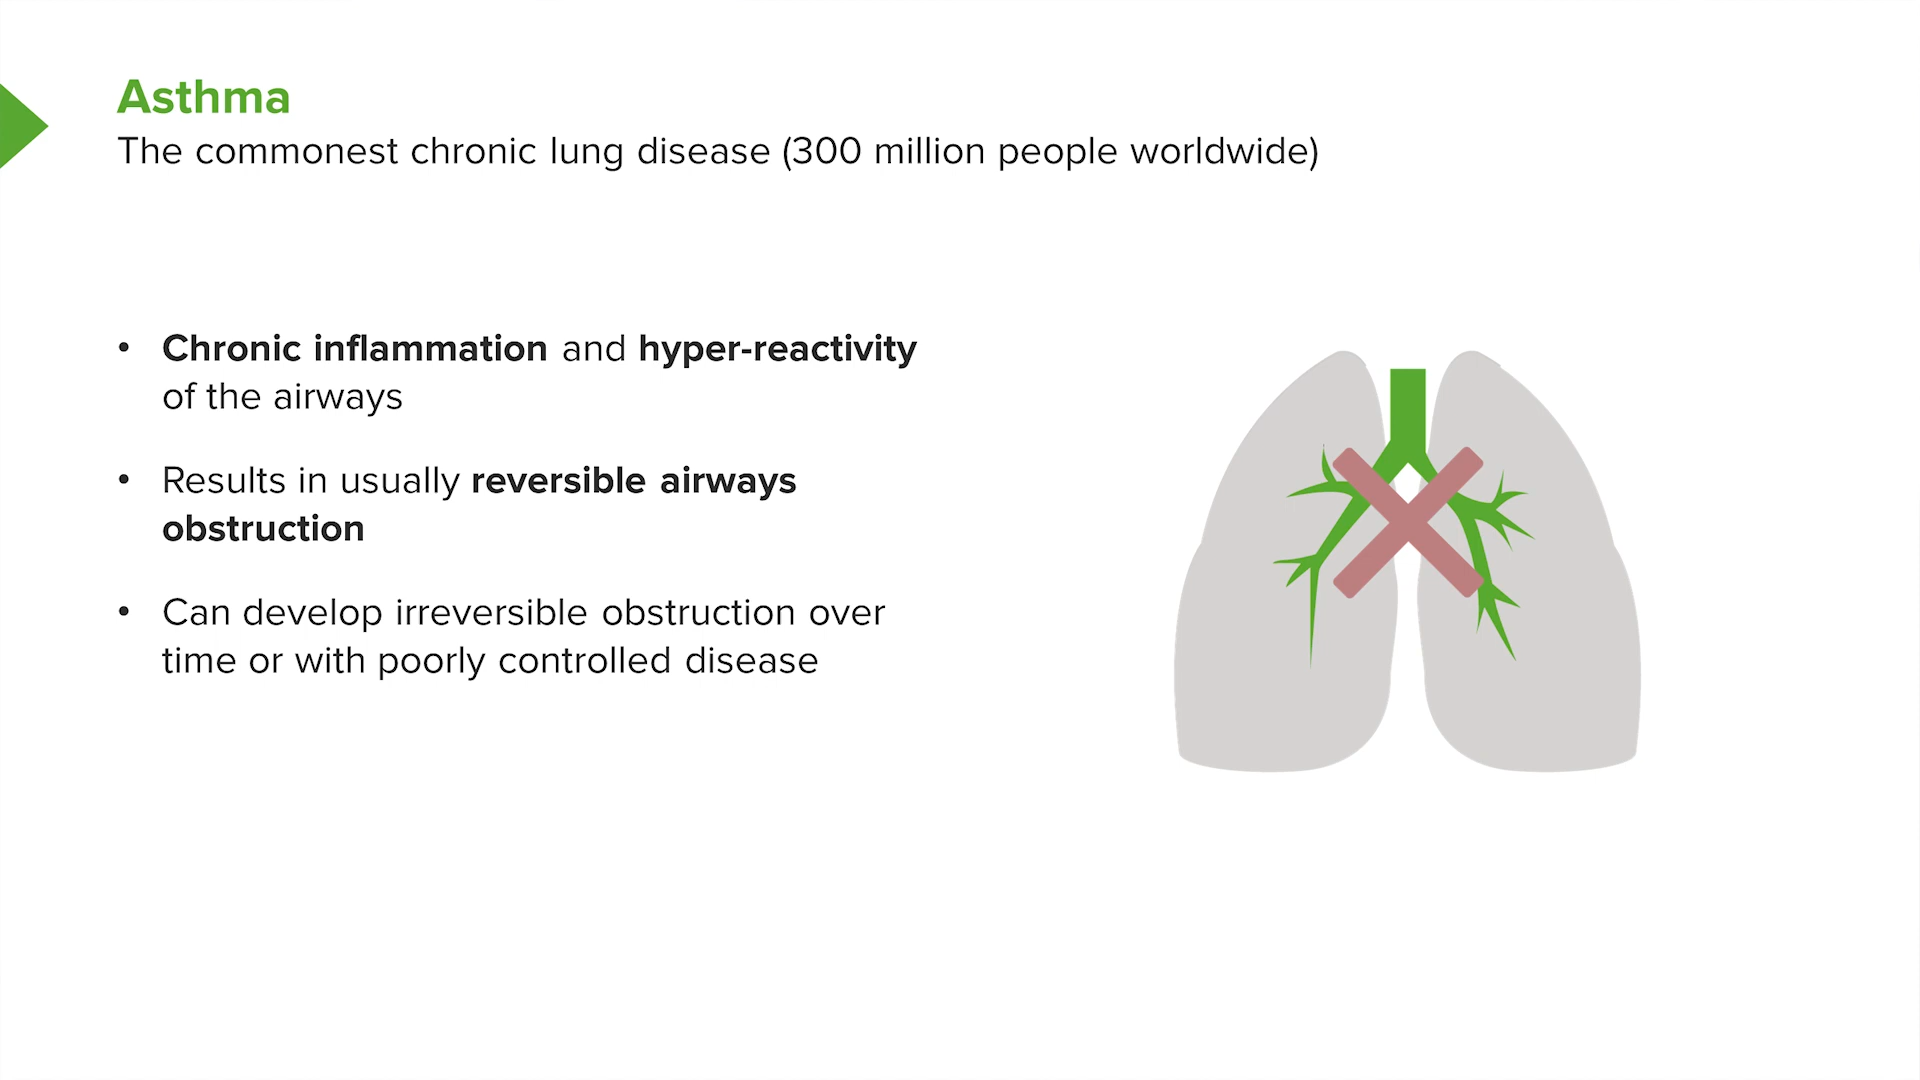 Asthma
The commonest chronic lung disease (300 million people worldwide)
• Chronic inflammation and hyper-reactivity
of the airways
• Results in usually reversible airways
obstruction
• Can develop irreversible obstruction over
time or with poorly controlled disease